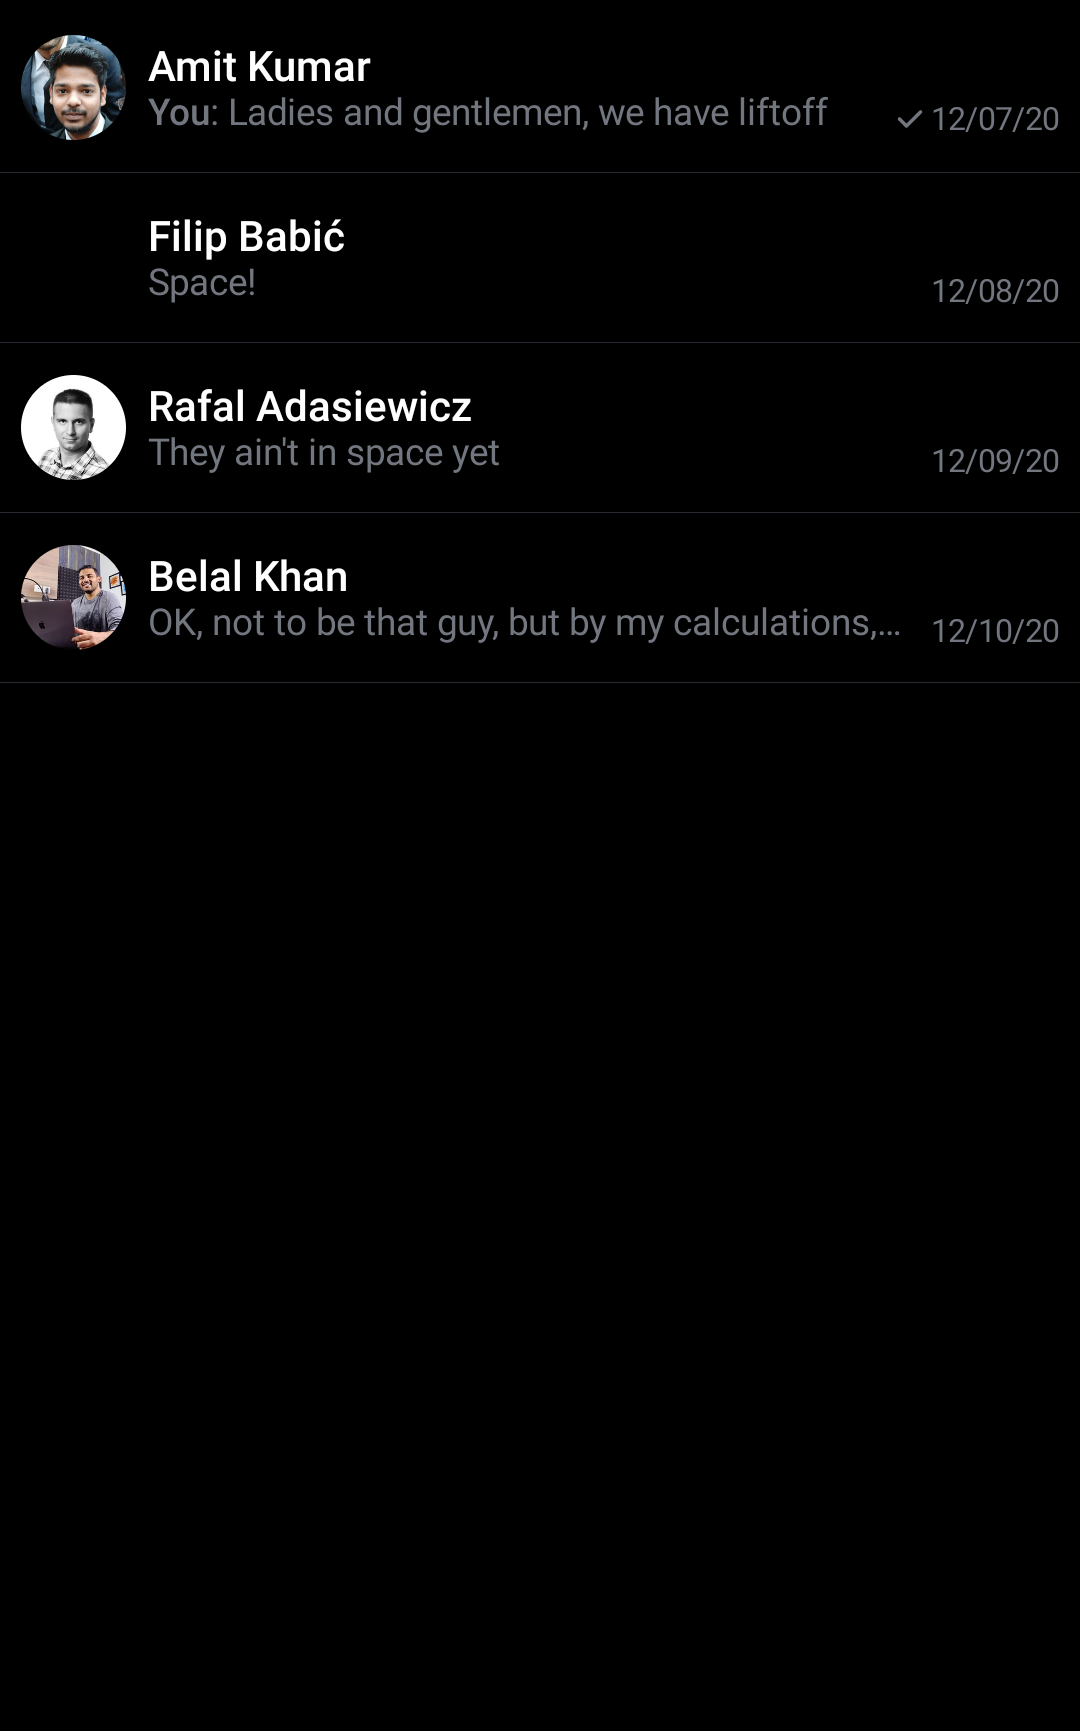 Amit Kumar
You: Ladies and gentlemen, we have liftoff
12/07/20
Filip Babić
Space!
12/08/20
Rafal Adasiewicz
They ain't in space yet
12/09/20
Belal Khan
OK, not to be that guy, but by my calculations,...
12/10/20